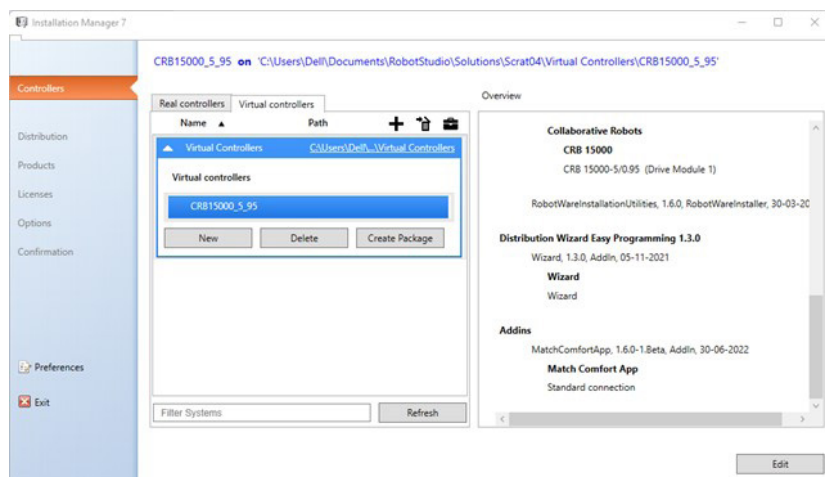 Installation Manager 7
CRB15000_5_95 on 'C:\Users\Dell\Documents\RobotStudio\Solutions\Scrat04\Virtual Controllers\CRB15000_5_95'
Controllers
Distribution
Products
Licenses
Options
Confirmation
Preferences
Exit
Real controllers
Virtual controllers
Name
Path
Virtual Controllers
C:\Users\Dell\...\Virtual Controllers
Virtual controllers
CRB15000_5_95
New
Delete
Create Package
Filter Systems
Refresh
Overview
Collaborative Robots
CRB 15000
CRB 15000-5/0.95 (Drive Module 1)
RobotWareInstallationUtilities, 1.6.0, RobotWareInstaller, 30-03-20
Distribution Wizard Easy Programming 1.3.0
Wizard, 1.3.0, AddIn, 05-11-2021
Wizard
Wizard
Addins
MatchComfortApp, 1.6.0-1.Beta, AddIn, 30-06-2022
Match Comfort App
Standard connection
Edit